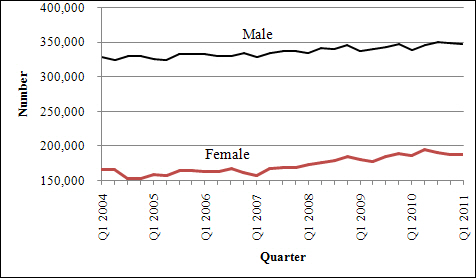 400,000
350,000
300,000
250,000
200,000
150,000
Number
Male
Female
Q1 2004
Q1 2005
Q1 2006
Q1 2007
Q1 2008
Q1 2009
Q1 2010
Q1 2011
Quarter